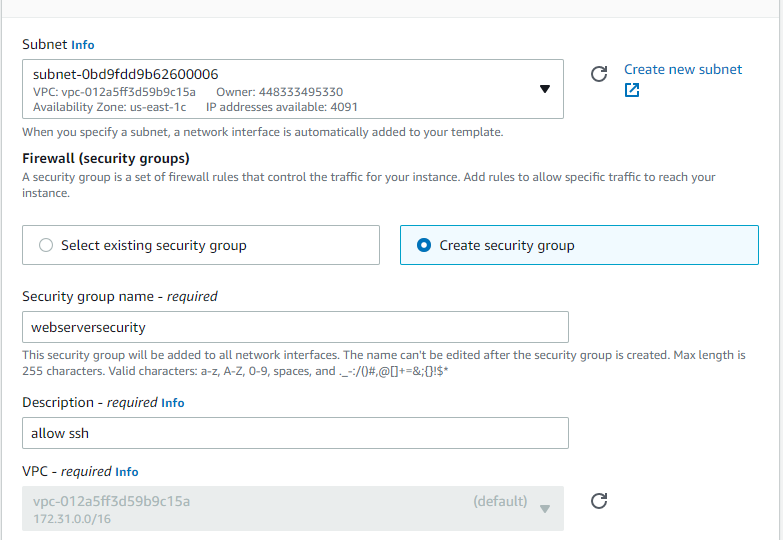 Subnet Info
subnet-0bd9fdd9b62600006
VPC: vpc-012a5ff3d59b9c15a Owner: 448333495330
Availability Zone: us-east-1c IP addresses available: 4091
Create new subnet
When you specify a subnet, a network interface is automatically added to your template.
Firewall (security groups)
A security group is a set of firewall rules that control the traffic for your instance. Add rules to allow specific traffic to reach your
instance.
Select existing security group
Create security group
Security group name - required
webserversecurity
This security group will be added to all network interfaces. The name can't be edited after the security group is created. Max length is
255 characters. Valid characters: a-z, A-Z, 0-9, spaces, and ._-:/()#,@[]+=&;{}!$*
Description - required Info
allow ssh
VPC - required Info
vpc-012a5ff3d59b9c15a (default)
172.31.0.0/16